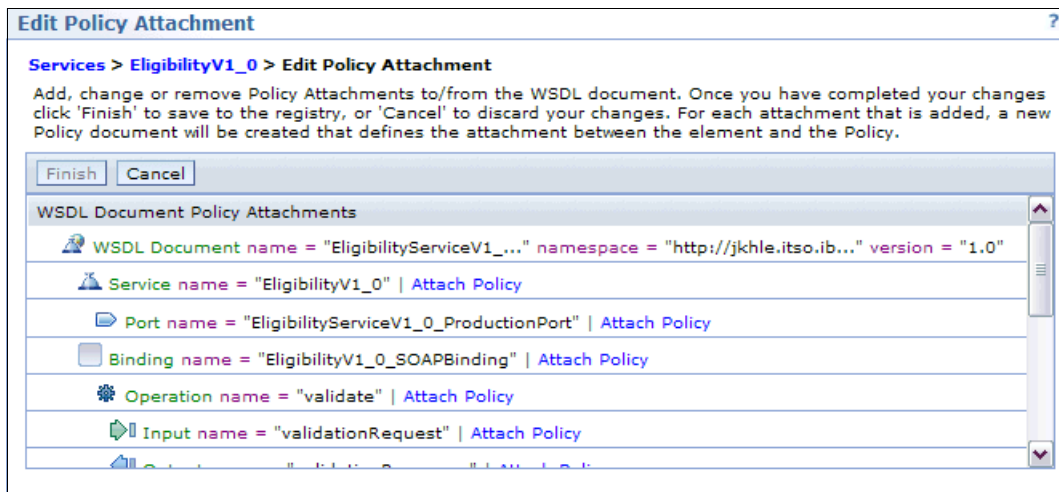 Edit Policy Attachment ?
Services > EligibilityV1_0 > Edit Policy Attachment
Add, change or remove Policy Attachments to/from the WSDL document. Once you have completed your changes
click 'Finish' to save to the registry, or 'Cancel' to discard your changes. For each attachment that is added, a new
Policy document will be created that defines the attachment between the element and the Policy.
Finish Cancel
WSDL Document Policy Attachments
WSDL Document name = "EligibilityServiceV1_..." namespace = "http://jkhle.itso.ib..." version = "1.0"
Service name = "EligibilityV1_0" | Attach Policy
Port name = "EligibilityServiceV1_0_ProductionPort" | Attach Policy
Binding name = "EligibilityV1_0_SOAPBinding" | Attach Policy
Operation name = "validate" | Attach Policy
Input name = "validationRequest" | Attach Policy